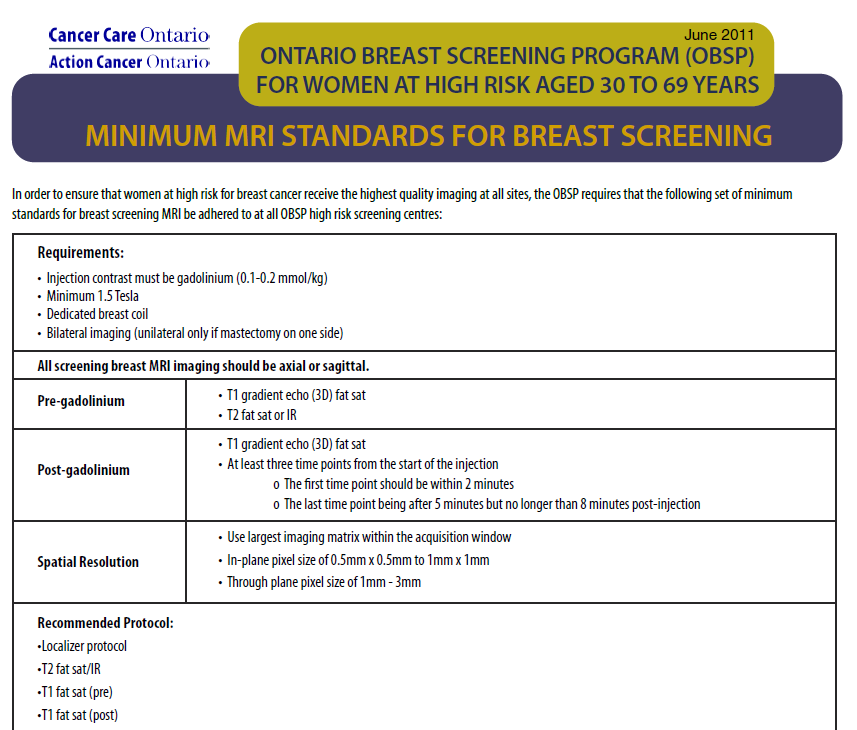 Cancer Care Ontario
Action Cancer Ontario
June 2011
ONTARIO BREAST SCREENING PROGRAM (OBSP)
FOR WOMEN AT HIGH RISK AGED 30 TO 69 YEARS
MINIMUM MRI STANDARDS FOR BREAST SCREENING
In order to ensure that women at high risk for breast cancer receive the highest quality imaging at all sites, the OBSP requires that the following set of minimum
standards for breast screening MRI be adhered to at all OBSP high risk screening centres:
Requirements:
• Injection contrast must be gadolinium (0.1-0.2 mmol/kg)
• Minimum 1.5 Tesla
• Dedicated breast coil
• Bilateral imaging (unilateral only if mastectomy on one side)
All screening breast MRI imaging should be axial or sagittal.
Pre-gadolinium
• T1 gradient echo (3D) fat sat
• T2 fat sat or IR
Post-gadolinium
• T1 gradient echo (3D) fat sat
• At least three time points from the start of the injection
o The first time point should be within 2 minutes
o The last time point being after 5 minutes but no longer than 8 minutes post-injection
Spatial Resolution
• Use largest imaging matrix within the acquisition window
• In-plane pixel size of 0.5mm x 0.5mm to 1mm x 1mm
• Through plane pixel size of 1mm - 3mm
Recommended Protocol:
•Localizer protocol
•T2 fat sat/IR
•T1 fat sat (pre)
•T1 fat sat (post)